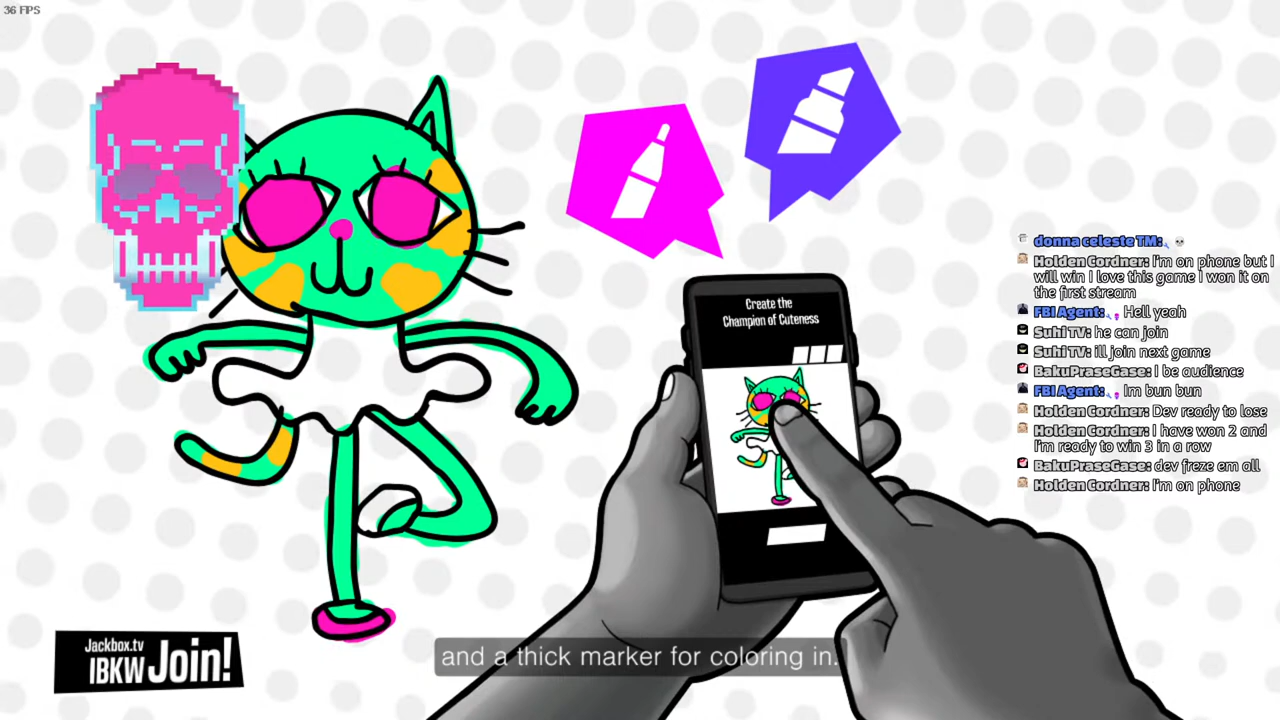 36 FPS
Create the
Champion of Cuteness
donna celeste TM:
Holden Cordner: I'm on phone but I
will win I love this game I won it on
the first stream
FBI Agent: Hell yeah
SuhiTV: he can join
SuhiTV: ill join next game
BakuPraseGase: I be audience
FBI Agent: Im bun bun
Holden Cordner: Dev ready to lose
Holden Cordner: I have won 2 and
I'm ready to win 3 in a row
BakuPraseGase: dev freze em all
Holden Cordner: I'm on phone
Jackbox.tv
IBKW Join!
and a thick marker for coloring in.